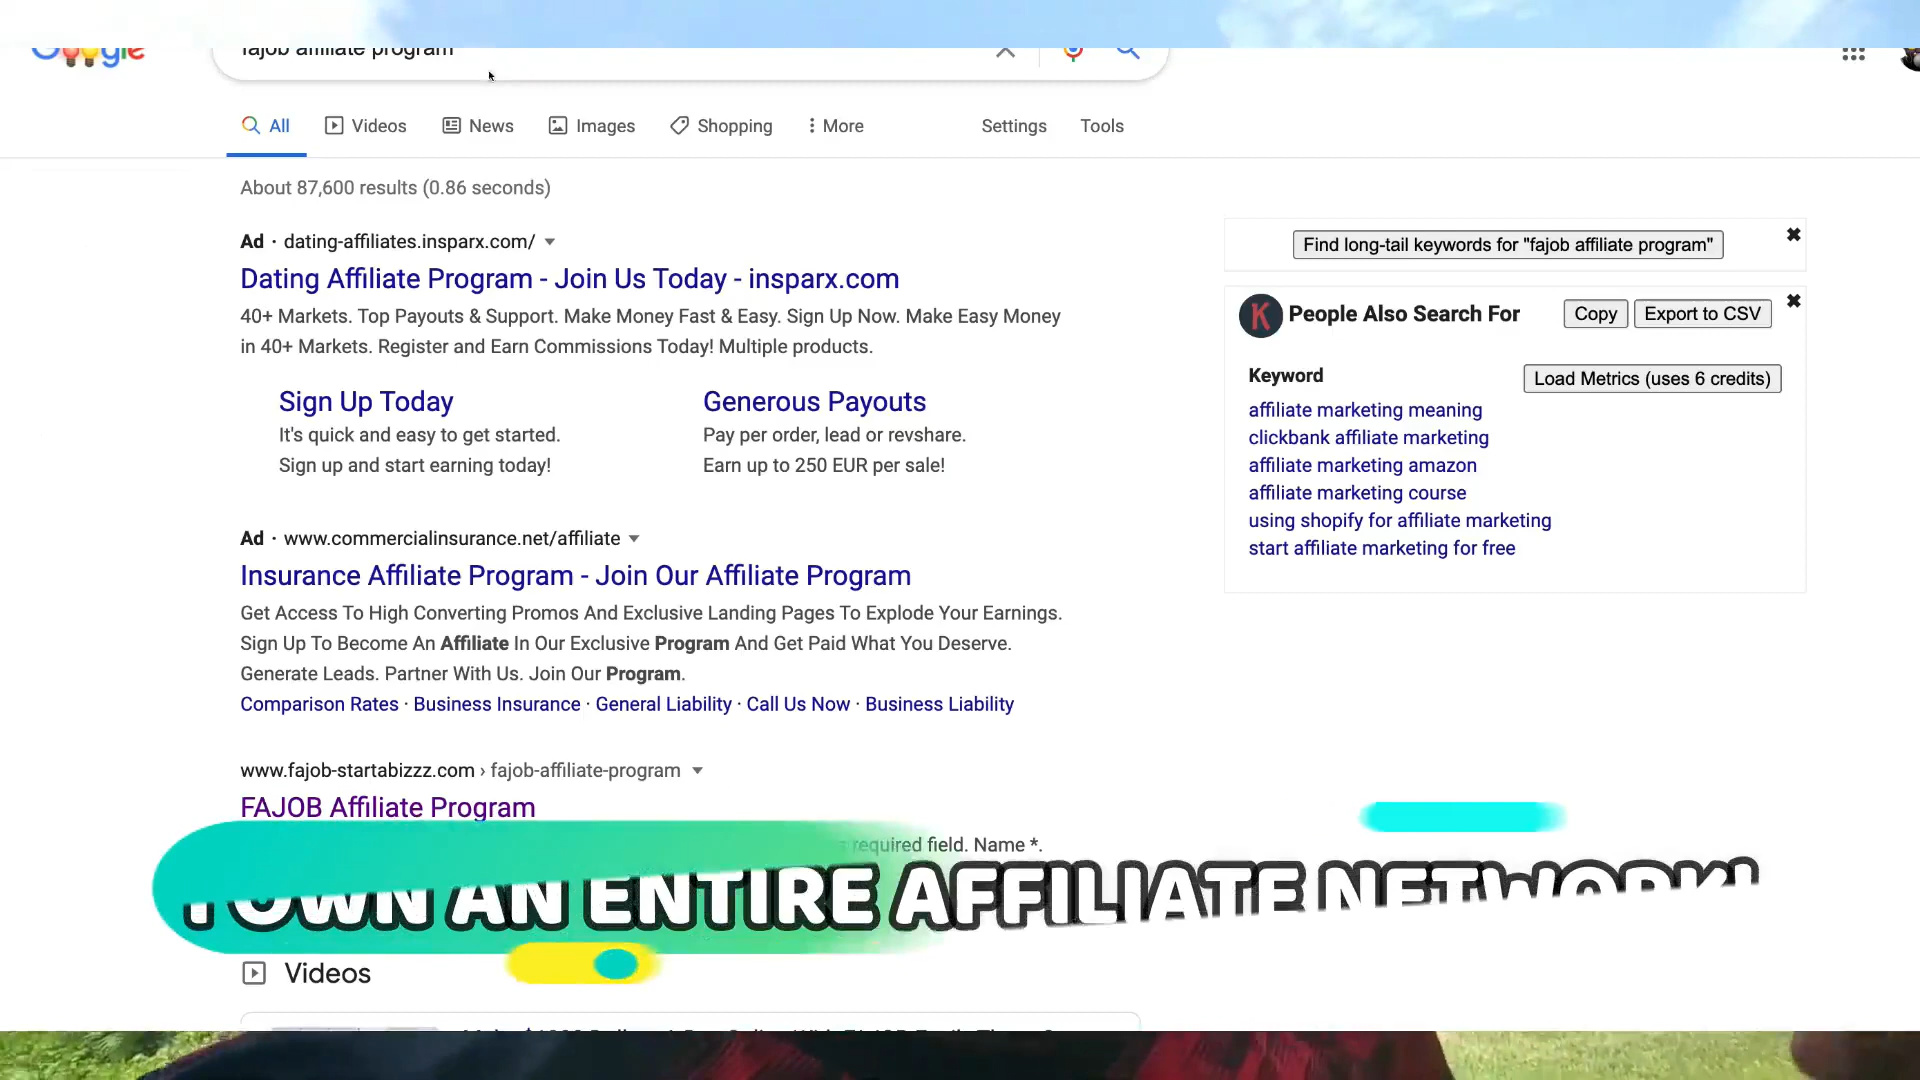 Google
fajob affiliate program
All Videos News Images Shopping More Settings Tools
About 87,600 results (0.86 seconds)
Ad · dating-affiliates.insparx.com/
Dating Affiliate Program - Join Us Today - insparx.com
40+ Markets. Top Payouts & Support. Make Money Fast & Easy. Sign Up Now. Make Easy Money
in 40+ Markets. Register and Earn Commissions Today! Multiple products.
Sign Up Today
It's quick and easy to get started.
Sign up and start earning today!
Generous Payouts
Pay per order, lead or revshare.
Earn up to 250 EUR per sale!
Ad · www.commercialinsurance.net/affiliate
Insurance Affiliate Program - Join Our Affiliate Program
Get Access To High Converting Promos And Exclusive Landing Pages To Explode Your Earnings.
Sign Up To Become An Affiliate In Our Exclusive Program And Get Paid What You Deserve.
Generate Leads. Partner With Us. Join Our Program.
Comparison Rates · Business Insurance · General Liability · Call Us Now · Business Liability
www.fajob-startabizzz.com › fajob-affiliate-program
FAJOB Affiliate Program
required field. Name *.
I OWN AN ENTIRE AFFILIATE NETWORK!
Videos
Find long-tail keywords for "fajob affiliate program"
K People Also Search For Copy Export to CSV
Keyword Load Metrics (uses 6 credits)
affiliate marketing meaning
clickbank affiliate marketing
affiliate marketing amazon
affiliate marketing course
using shopify for affiliate marketing
start affiliate marketing for free